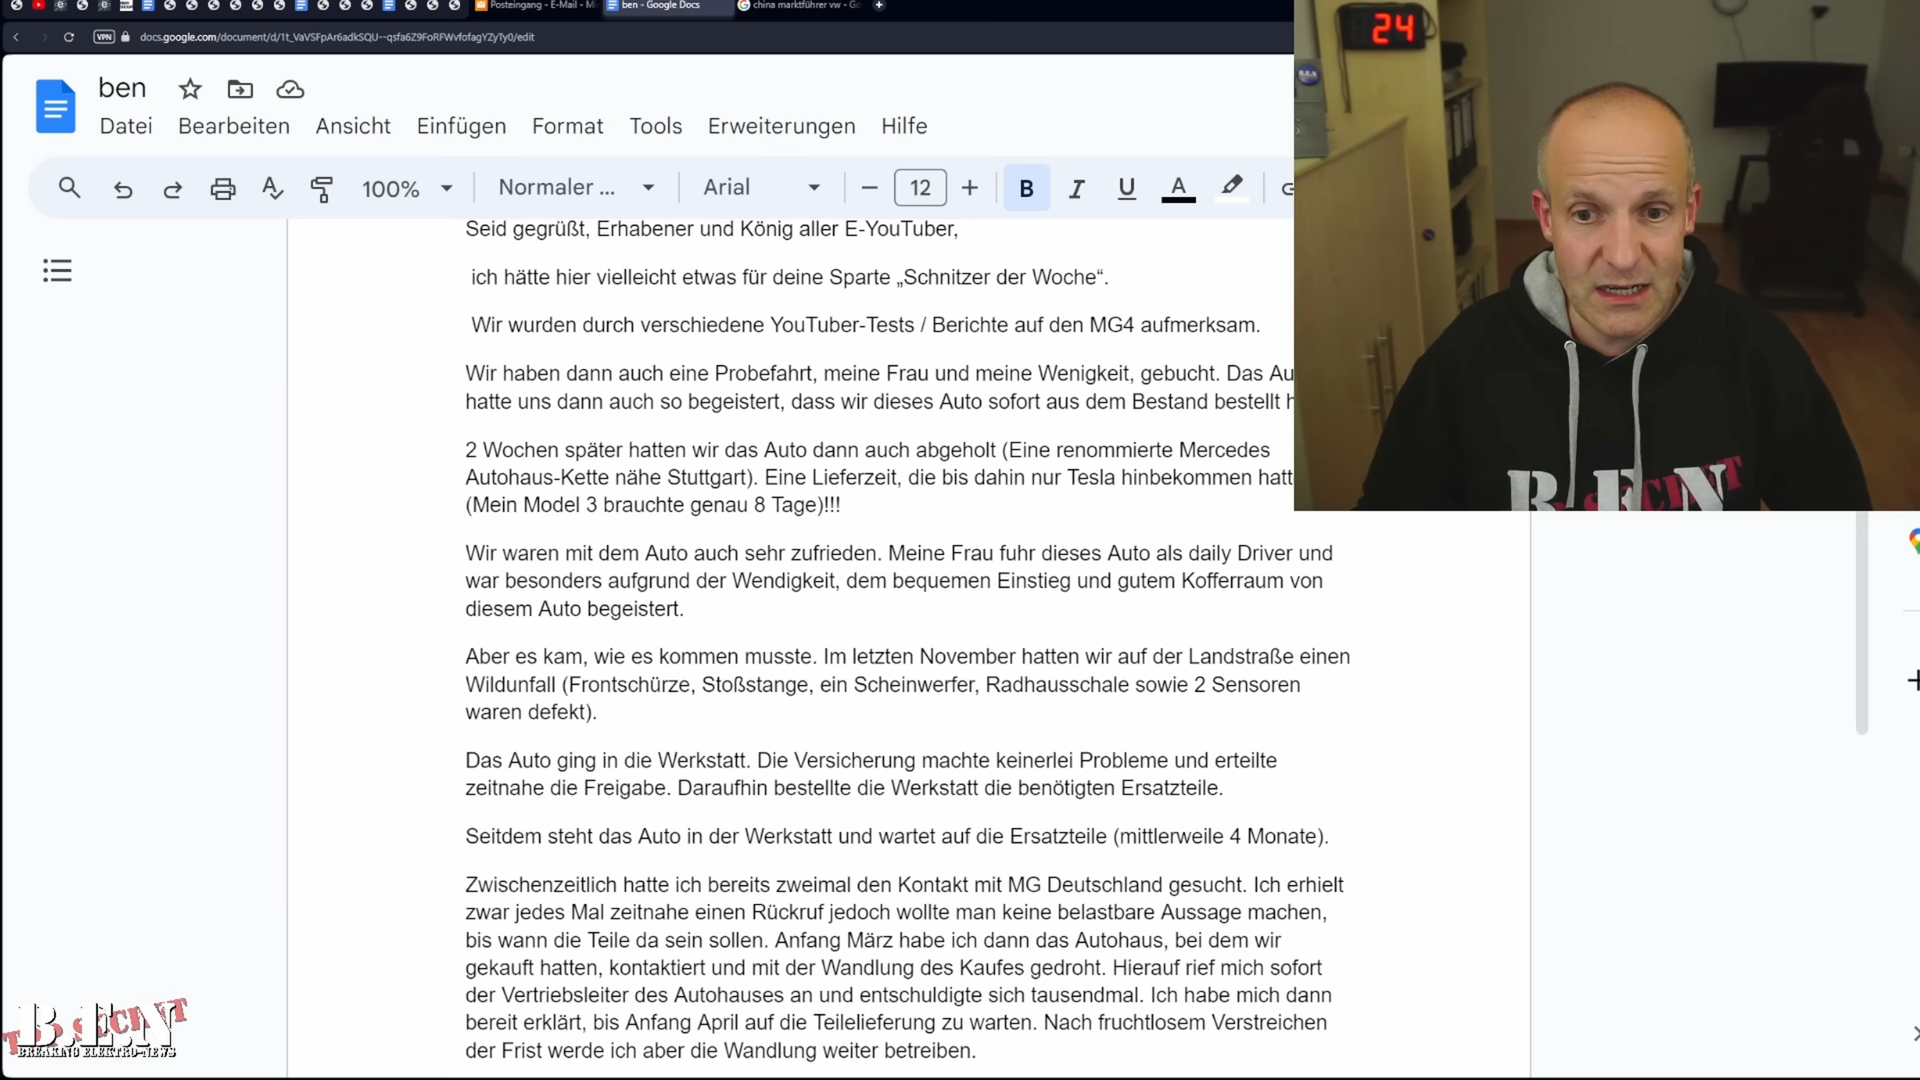 Posteingang - E-Mail - Mi
ben - Google Docs
china marktführer vw - Go
VPN
docs.google.com/document/d/1t_VaVSFpAr6adkSQU--qsfa6Z9FoRFWvfofagYZyTy0/edit
24
ben
Datei Bearbeiten Ansicht Einfügen Format Tools Erweiterungen Hilfe
100% Normaler ... Arial 12 B I U A
Seid gegrüßt, Erhabener und König aller E-YouTuber,
ich hätte hier vielleicht etwas für deine Sparte „Schnitzer der Woche“.
Wir wurden durch verschiedene YouTuber-Tests / Berichte auf den MG4 aufmerksam.
Wir haben dann auch eine Probefahrt, meine Frau und meine Wenigkeit, gebucht. Das Au
hatte uns dann auch so begeistert, dass wir dieses Auto sofort aus dem Bestand bestellt h
2 Wochen später hatten wir das Auto dann auch abgeholt (Eine renommierte Mercedes
Autohaus-Kette nähe Stuttgart). Eine Lieferzeit, die bis dahin nur Tesla hinbekommen hatt
(Mein Model 3 brauchte genau 8 Tage)!!!
Wir waren mit dem Auto auch sehr zufrieden. Meine Frau fuhr dieses Auto als daily Driver und
war besonders aufgrund der Wendigkeit, dem bequemen Einstieg und gutem Kofferraum von
diesem Auto begeistert.
Aber es kam, wie es kommen musste. Im letzten November hatten wir auf der Landstraße einen
Wildunfall (Frontschürze, Stoßstange, ein Scheinwerfer, Radhausschale sowie 2 Sensoren
waren defekt).
Das Auto ging in die Werkstatt. Die Versicherung machte keinerlei Probleme und erteilte
zeitnahe die Freigabe. Daraufhin bestellte die Werkstatt die benötigten Ersatzteile.
Seitdem steht das Auto in der Werkstatt und wartet auf die Ersatzteile (mittlerweile 4 Monate).
Zwischenzeitlich hatte ich bereits zweimal den Kontakt mit MG Deutschland gesucht. Ich erhielt
zwar jedes Mal zeitnahe einen Rückruf jedoch wollte man keine belastbare Aussage machen,
bis wann die Teile da sein sollen. Anfang März habe ich dann das Autohaus, bei dem wir
gekauft hatten, kontaktiert und mit der Wandlung des Kaufes gedroht. Hierauf rief mich sofort
der Vertriebsleiter des Autohauses an und entschuldigte sich tausendmal. Ich habe mich dann
bereit erklärt, bis Anfang April auf die Teilelieferung zu warten. Nach fruchtlosem Verstreichen
der Frist werde ich aber die Wandlung weiter betreiben.
B.E.N
B.E.N
BREAKING ELEKTRO-NEWS